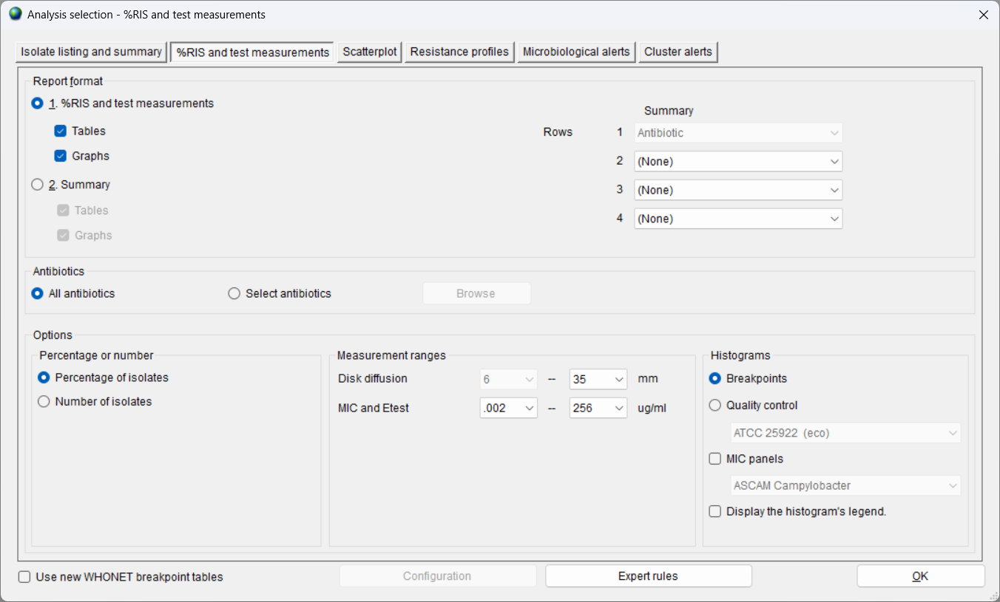 Analysis selection - %RIS and test measurements
Isolate listing and summary
%RIS and test measurements
Scatterplot
Resistance profiles
Microbiological alerts
Cluster alerts
Report format
1. %RIS and test measurements
Tables
Graphs
2. Summary
Tables
Graphs
Summary
Rows 1 Antibiotic
2 (None)
3 (None)
4 (None)
Antibiotics
All antibiotics
Select antibiotics
Browse
Options
Percentage or number
Percentage of isolates
Number of isolates
Measurement ranges
Disk diffusion 6 -- 35 mm
MIC and Etest .002 -- 256 ug/ml
Histograms
Breakpoints
Quality control
ATCC 25922 (eco)
MIC panels
ASCAM Campylobacter
Display the histogram's legend.
Use new WHONET breakpoint tables
Configuration
Expert rules
OK